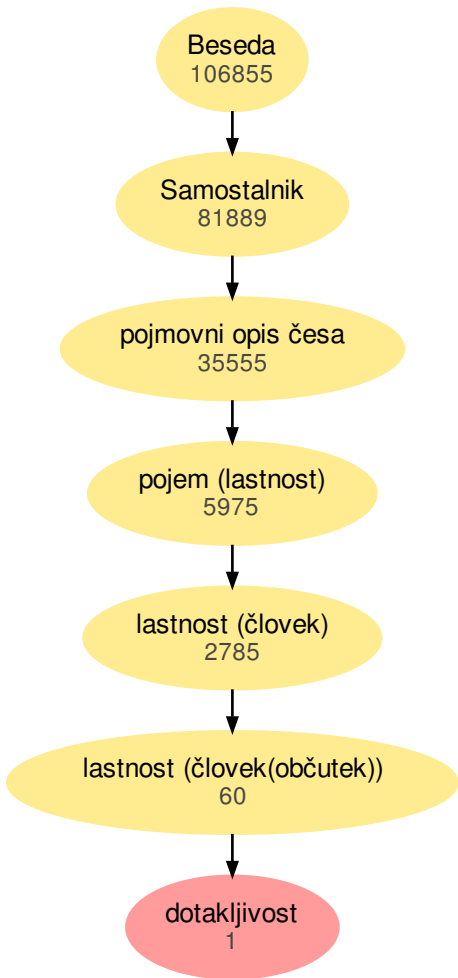 Beseda
106855
Samostalnik
81889
pojmovni opis česa
35555
pojem (lastnost)
5975
lastnost (človek)
2785
lastnost (človek(občutek))
60
dotakljivost
1